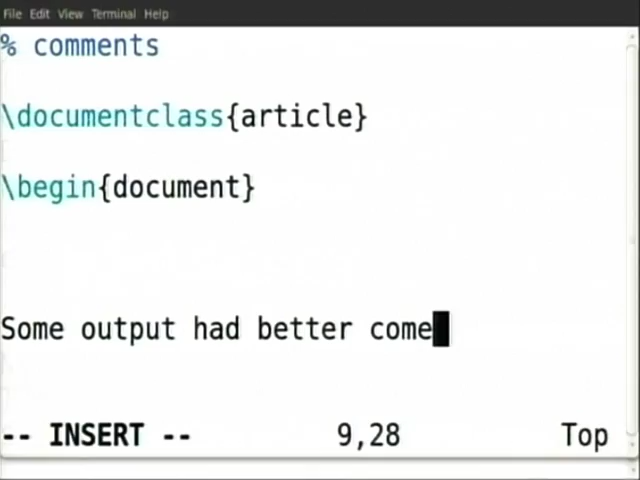 File Edit View Terminal Help
% comments
\documentclass{article}
\begin{document}
Some output had better come
-- INSERT -- 9,28 Top